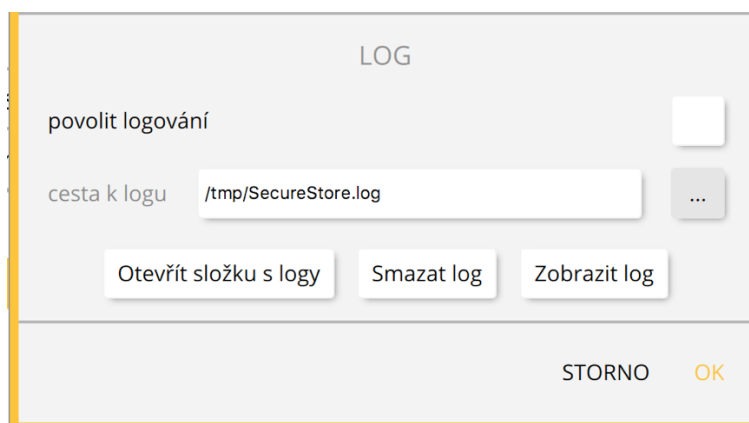 LOG
povolit logování
cesta k logu /tmp/SecureStore.log ...
Otevřít složku s logy Smazat log Zobrazit log
STORNO OK